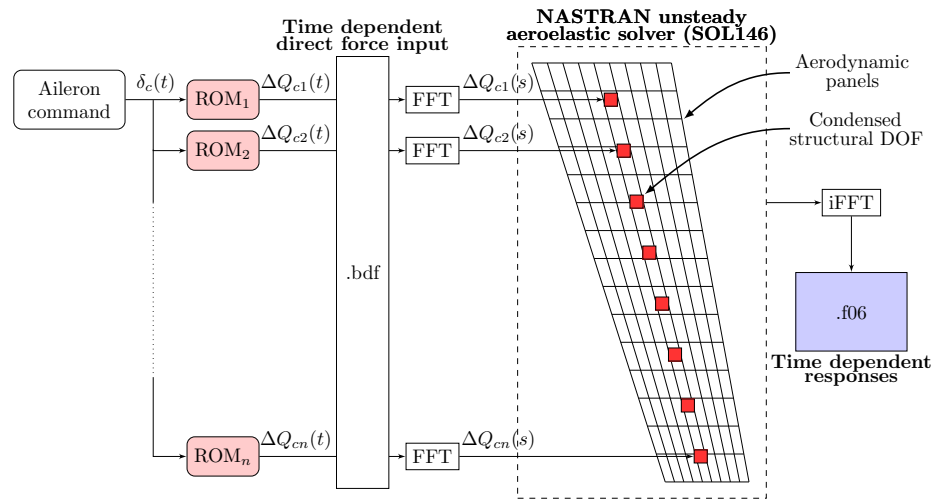 NASTRAN unsteady
aeroelastic solver (SOL146)
Time dependent
direct force input
Aileron
command
δc(t)
ROM1
ΔQc1(t)
FFT
ΔQc1(s)
ROM2
ΔQc2(t)
FFT
ΔQc2(s)
Aerodynamic
panels
Condensed
structural DOF
iFFT
.bdf
.f06
Time dependent
responses
ROMn
ΔQcn(t)
FFT
ΔQcn(s)